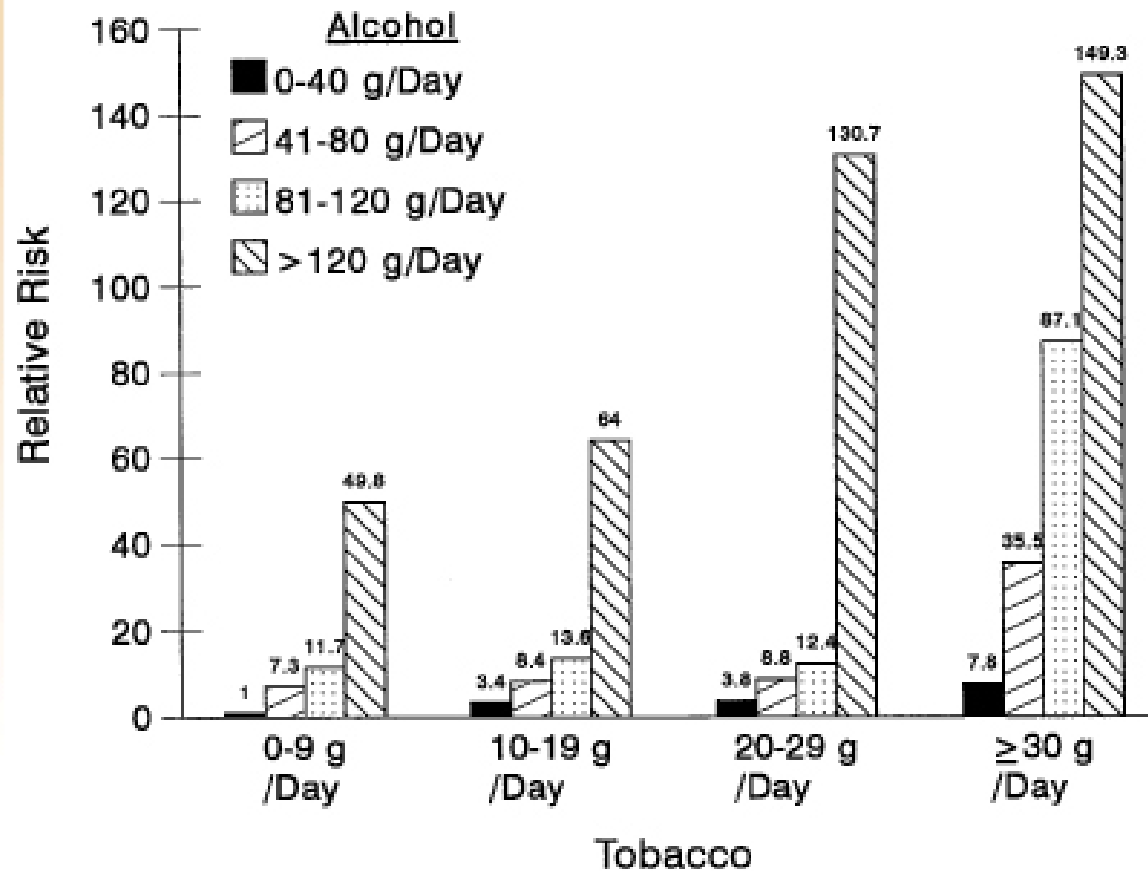 Alcohol
0-40 g/Day
41-80 g/Day
81-120 g/Day
>120 g/Day
Relative Risk
160
140
120
100
80
60
40
20
0
1
7.3
11.7
49.8
3.4
8.4
13.6
64
3.8
8.8
12.4
130.7
7.8
35.5
87.1
149.3
0-9 g
/Day
10-19 g
/Day
20-29 g
/Day
≥30 g
/Day
Tobacco